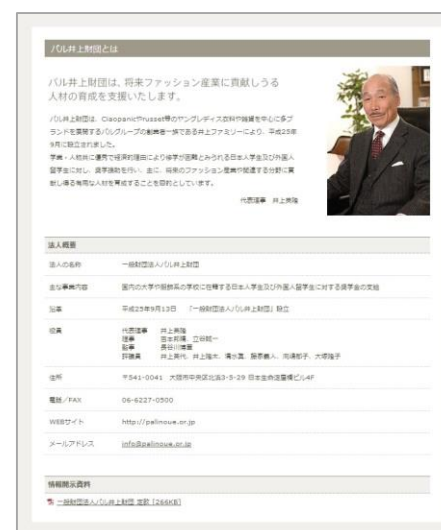 パル井上財団とは
パル井上財団は、将来ファッション産業に貢献しうる
人材の育成を支援いたします。
パル井上財団は、Ciaopanicやrusset等のヤングレディス衣料や雑貨を中心に多ブ
ランドを展開するパルグループの創業者一族である井上ファミリーにより、平成25年
9月に設立されました。
学業・人物共に優秀で経済的理由により修学が困難とみられる日本人学生及び外国人
留学生に対し、奨学援助を行い、主に、将来のファッション産業や関連する分野に貢
献し得る有用な人材を育成することを目的としています。
代表理事 井上英隆
法人概要
法人の名称 一般財団法人パル井上財団
主な事業内容 国内の大学や服飾系の学校に在籍する日本人学生及び外国人留学生に対する奨学金の支給
沿革 平成25年9月13日 「一般財団法人パル井上財団」設立
役員 代表理事 井上英隆
理事
監事
評議員 井上英代、井上隆太
住所 〒541-0041 大阪市中央区北浜3-5-29 日本生命淀屋橋ビル4F
電話/FAX 06-6227-0500
WEBサイト http://palinoue.or.jp
メールアドレス info@palinoue.or.jp
情報開示資料
一般財団法人パル井上財団 定款 [266KB]